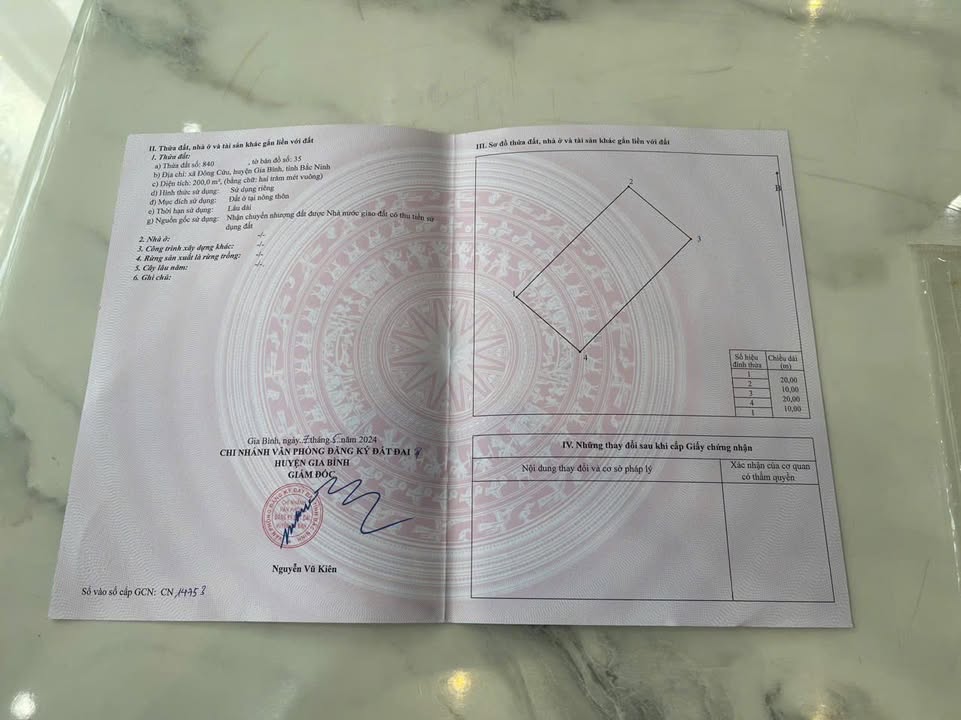 II. Thửa đất, nhà ở và tài sản khác gắn liền với đất
1. Thửa đất:
a) Thửa đất số: 840 , tờ bản đồ số: 35
b) Địa chỉ: xã Đông Cứu, huyện Gia Bình, tỉnh Bắc Ninh
c) Diện tích: 200,0 m², (bằng chữ: hai trăm mét vuông)
d) Hình thức sử dụng: Sử dụng riêng
đ) Mục đích sử dụng: Đất ở tại nông thôn
e) Thời hạn sử dụng: Lâu dài
g) Nguồn gốc sử dụng: Nhận chuyển nhượng đất được Nhà nước giao đất có thu tiền sử
dụng đất
2. Nhà ở: -/-
3. Công trình xây dựng khác: -/-
4. Rừng sản xuất là rừng trồng: -/-
5. Cây lâu năm: -/-
6. Ghi chú:
Gia Bình, ngày tháng năm 2024
CHI NHÁNH VĂN PHÒNG ĐĂNG KÝ ĐẤT ĐAI
HUYỆN GIA BÌNH
GIÁM ĐỐC
Nguyễn Vũ Kiên
Số vào sổ cấp GCN: CN
III. Sơ đồ thửa đất, nhà ở và tài sản khác gắn liền với đất
B
2
3
1
4
Số hiệu đỉnh thửa Chiều dài (m)
1
20,00
2
10,00
3
20,00
4
10,00
1
IV. Những thay đổi sau khi cấp Giấy chứng nhận
Nội dung thay đổi và cơ sở pháp lý
Xác nhận của cơ quan
có thẩm quyền